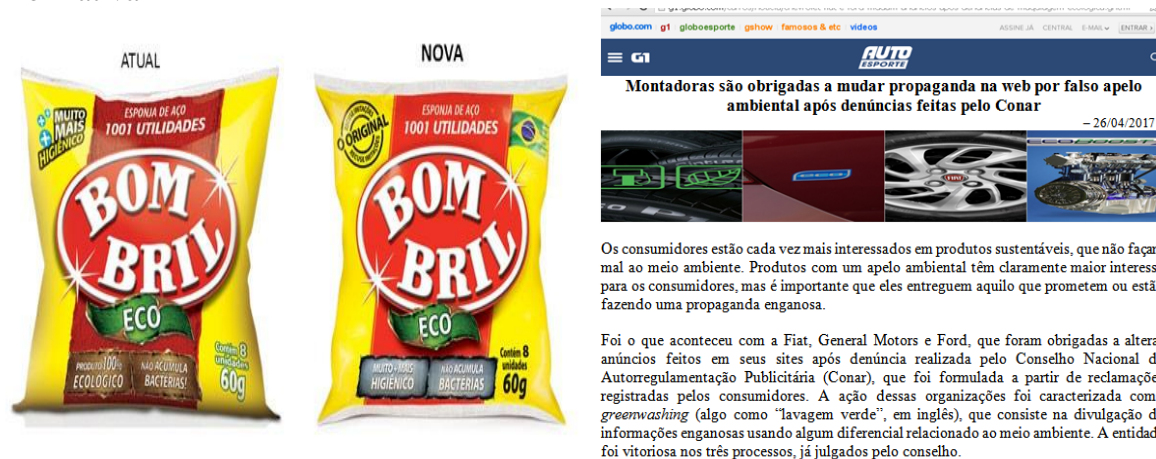 ATUAL
MUITO
MAIS
HIGIÊNICO
ESPONJA DE AÇO
1001 UTILIDADES
BOM
BRIL
ECO
PRODUTO 100%
ECOLÓGICO
NÃO ACUMULA
BACTÉRIAS!
Contém 8
unidades
60g
NOVA
O ORIGINAL
ESPONJA DE AÇO
1001 UTILIDADES
BOM
BRIL
ECO
MUITO + MAIS
HIGIÊNICO
NÃO ACUMULA
BACTÉRIAS
Contém 8
unidades
60g
globo.com g1 globoesporte gshow famosos & etc vídeos
ASSINE JÁ CENTRAL E-MAIL ENTRAR ›
G1
AUTO
ESPORTE
Montadoras são obrigadas a mudar propaganda na web por falso apelo
ambiental após denúncias feitas pelo Conar
– 26/04/2017
eco
FIAT
Os consumidores estão cada vez mais interessados em produtos sustentáveis, que não façar
mal ao meio ambiente. Produtos com um apelo ambiental têm claramente maior interess
para os consumidores, mas é importante que eles entreguem aquilo que prometem ou estã
fazendo uma propaganda enganosa.
Foi o que aconteceu com a Fiat, General Motors e Ford, que foram obrigadas a altera
anúncios feitos em seus sites após denúncia realizada pelo Conselho Nacional d
Autorregulamentação Publicitária (Conar), que foi formulada a partir de reclamaçõe
registradas pelos consumidores. A ação dessas organizações foi caracterizada com
greenwashing (algo como “lavagem verde”, em inglês), que consiste na divulgação d
informações enganosas usando algum diferencial relacionado ao meio ambiente. A entidad
foi vitoriosa nos três processos, já julgados pelo conselho.